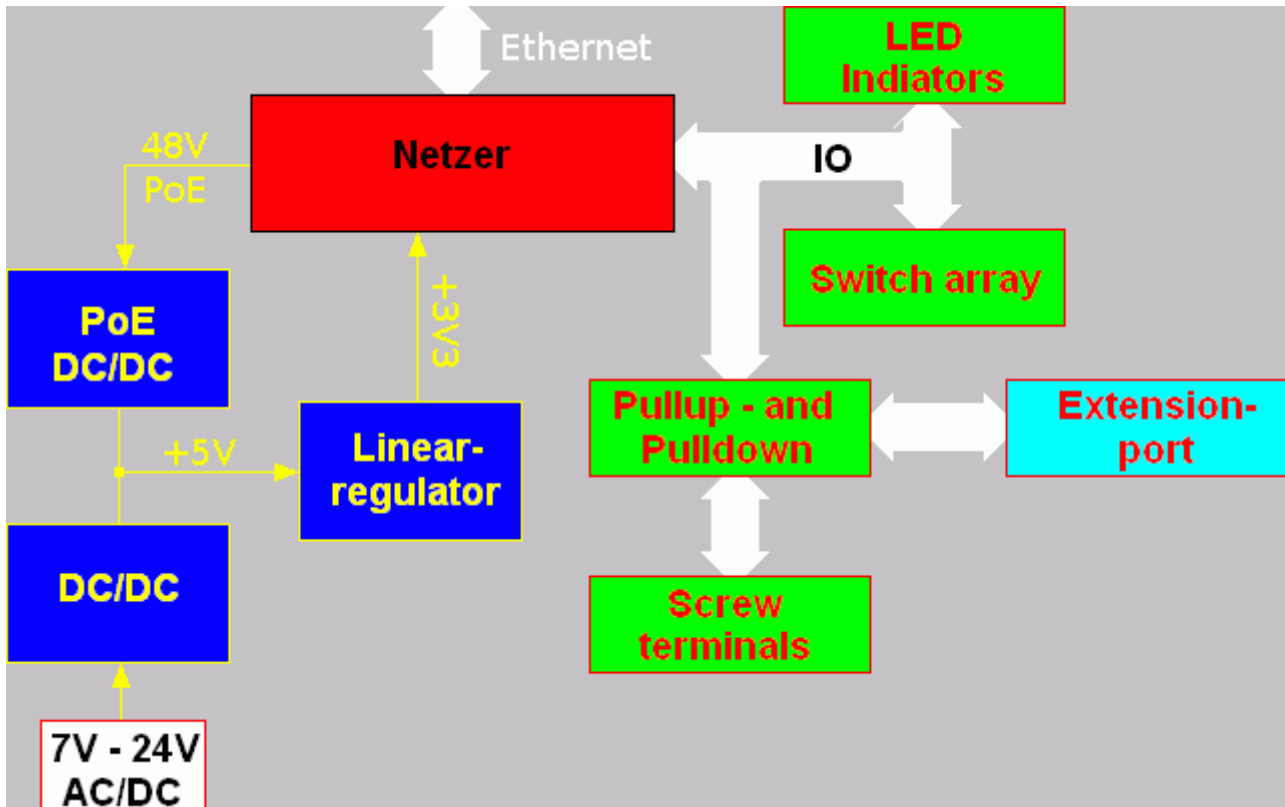 Ethernet
LED
Indiators
48V
PoE
Netzer
IO
Switch array
PoE
DC/DC
+3V3
Pullup - and
Pulldown
Extension-
port
+5V
Linear-
regulator
DC/DC
Screw
terminals
7V - 24V
AC/DC